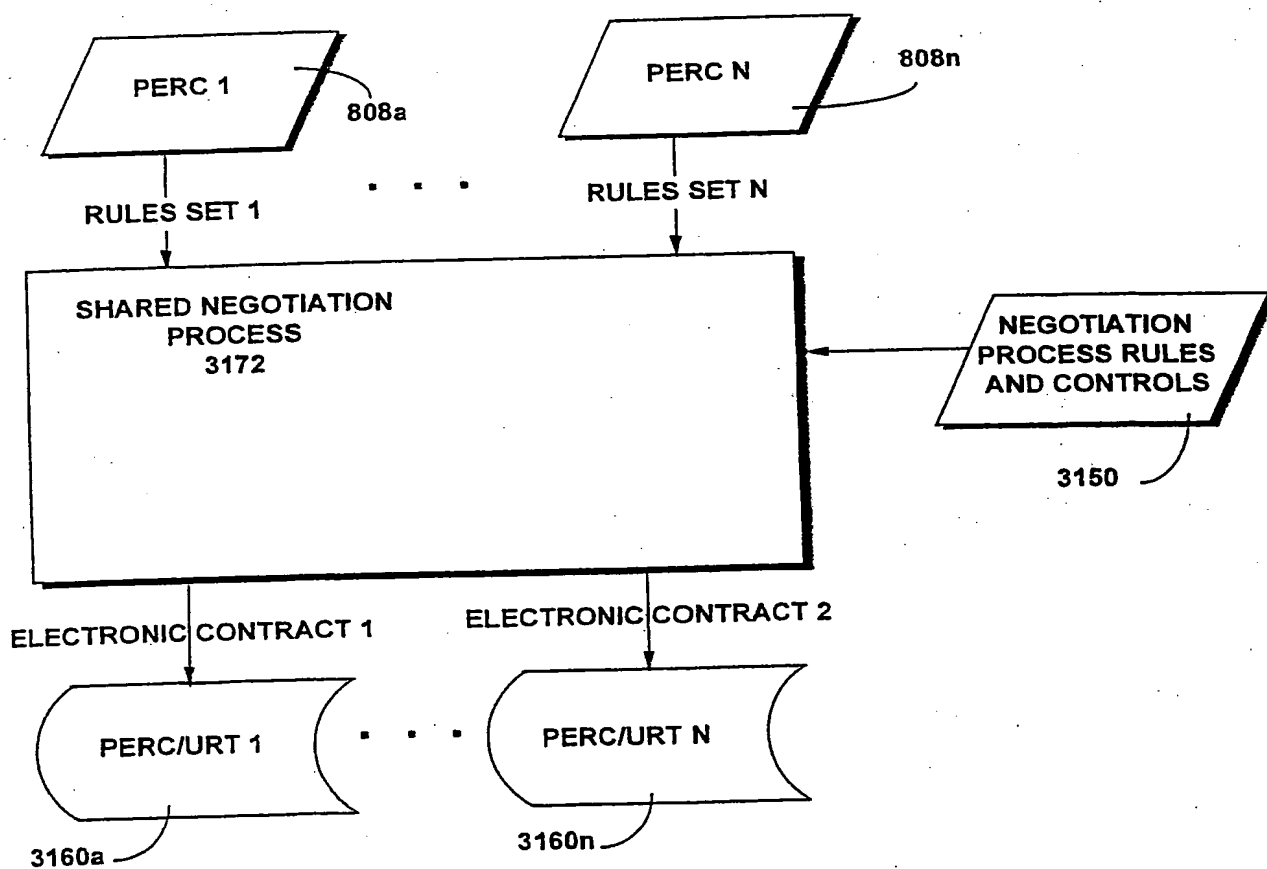 PERC 1
808a
PERC N
808n
RULES SET 1
RULES SET N
SHARED NEGOTIATION
PROCESS
3172
NEGOTIATION
PROCESS RULES
AND CONTROLS
3150
ELECTRONIC CONTRACT 1
ELECTRONIC CONTRACT 2
PERC/URT 1
PERC/URT N
3160a
3160n